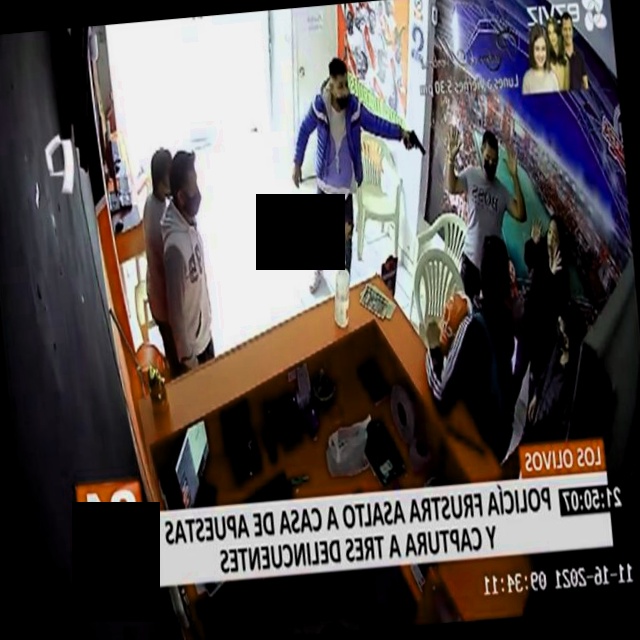 EZVIZ
LOS OLIVOS
21:50:07
POLICÍA FRUSTRA ASALTO A CASA DE APUESTAS
Y CAPTURA A TRES DELINCUENTES
11-16-2021 09:34:11